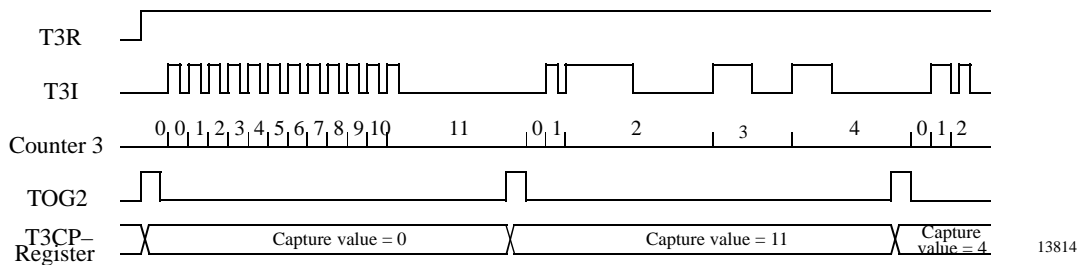 T3R
T3I
Counter 3
0 0 1 2 3 4 5 6 7 8 9 10 11 0 1 2 3 4 0 1 2
TOG2
T3CP–
Register
Capture value = 0
Capture value = 11
Capture
value = 4
13814